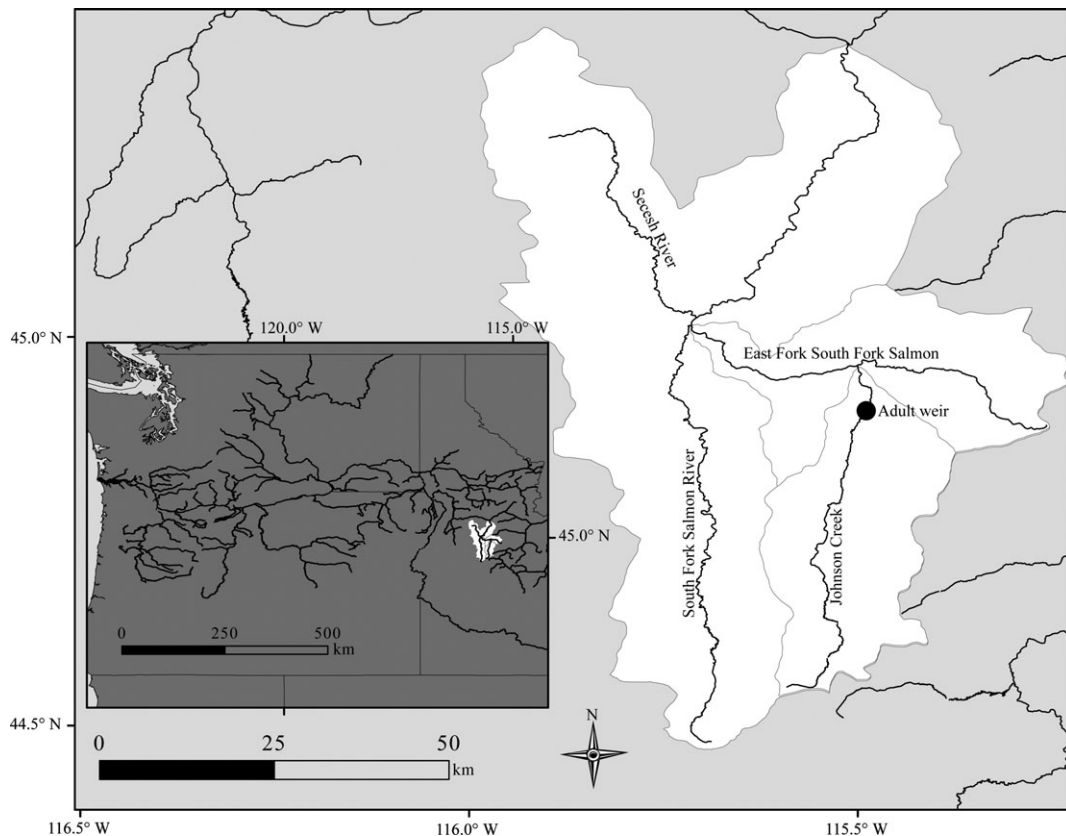 Secesh River
45.0° N
120.0° W
115.0° W
East Fork South Fork Salmon
Adult weir
South Fork Salmon River
Johnson Creek
45.0° N
0
250
500
km
44.5° N
0
25
50
km
N
116.5° W
116.0° W
115.5° W